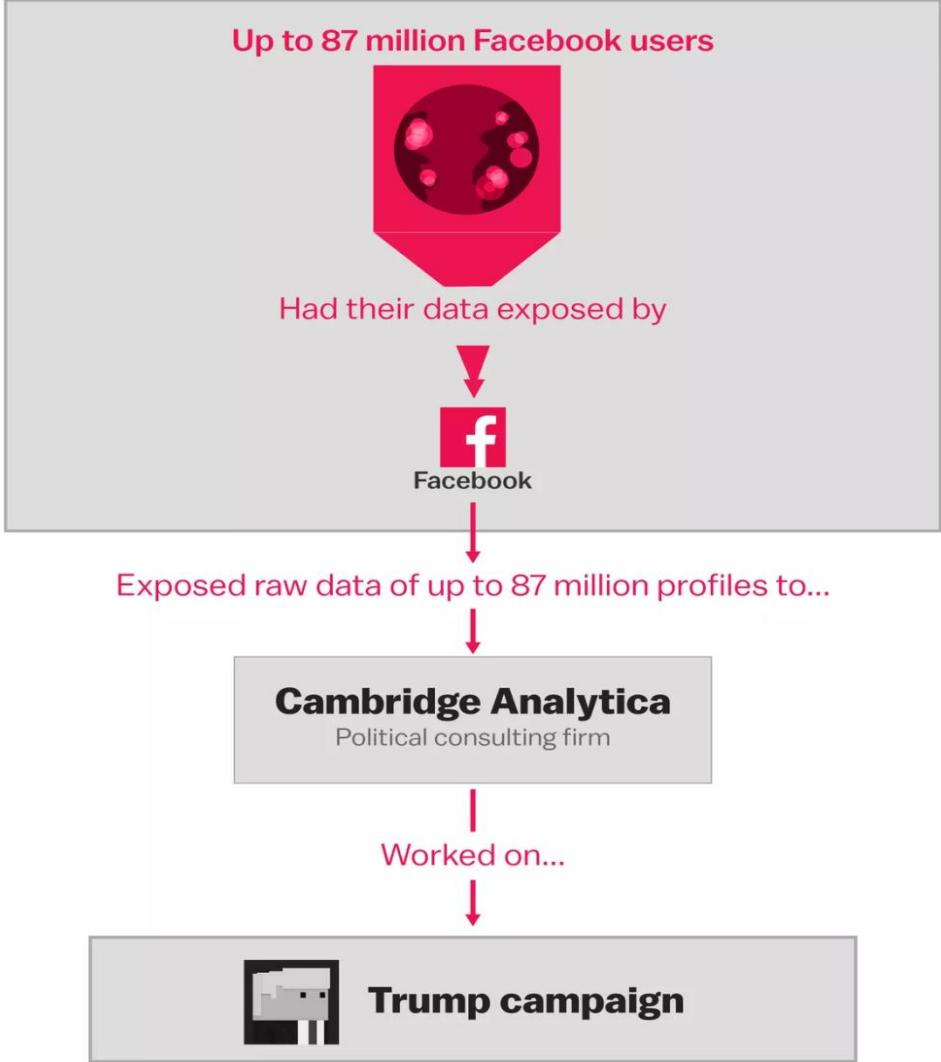 Up to 87 million Facebook users
Had their data exposed by
f
Facebook
Exposed raw data of up to 87 million profiles to...
Cambridge Analytica
Political consulting firm
Worked on...
Trump campaign